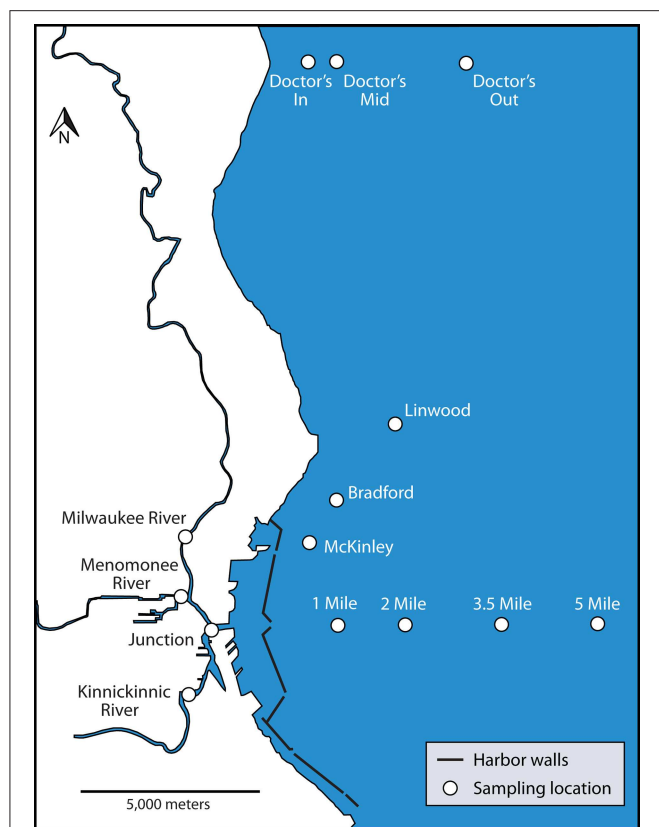 Doctor's
In
Doctor's
Mid
Doctor's
Out
N
Linwood
Bradford
Milwaukee River
McKinley
Menomonee
River
1 Mile
2 Mile
3.5 Mile
5 Mile
Junction
Kinnickinnic
River
Harbor walls
Sampling location
5,000 meters